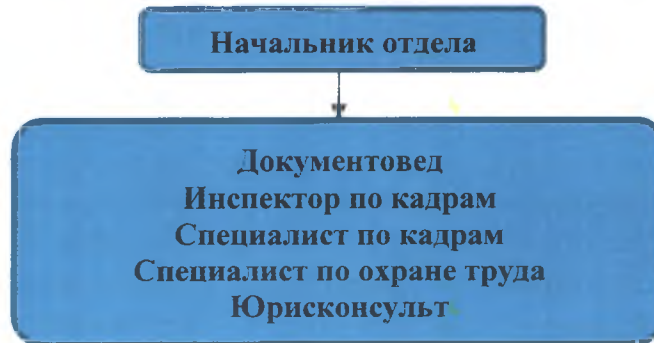 Начальник отдела
Документовед
Инспектор по кадрам
Специалист по кадрам
Специалист по охране труда
Юрисконсульт